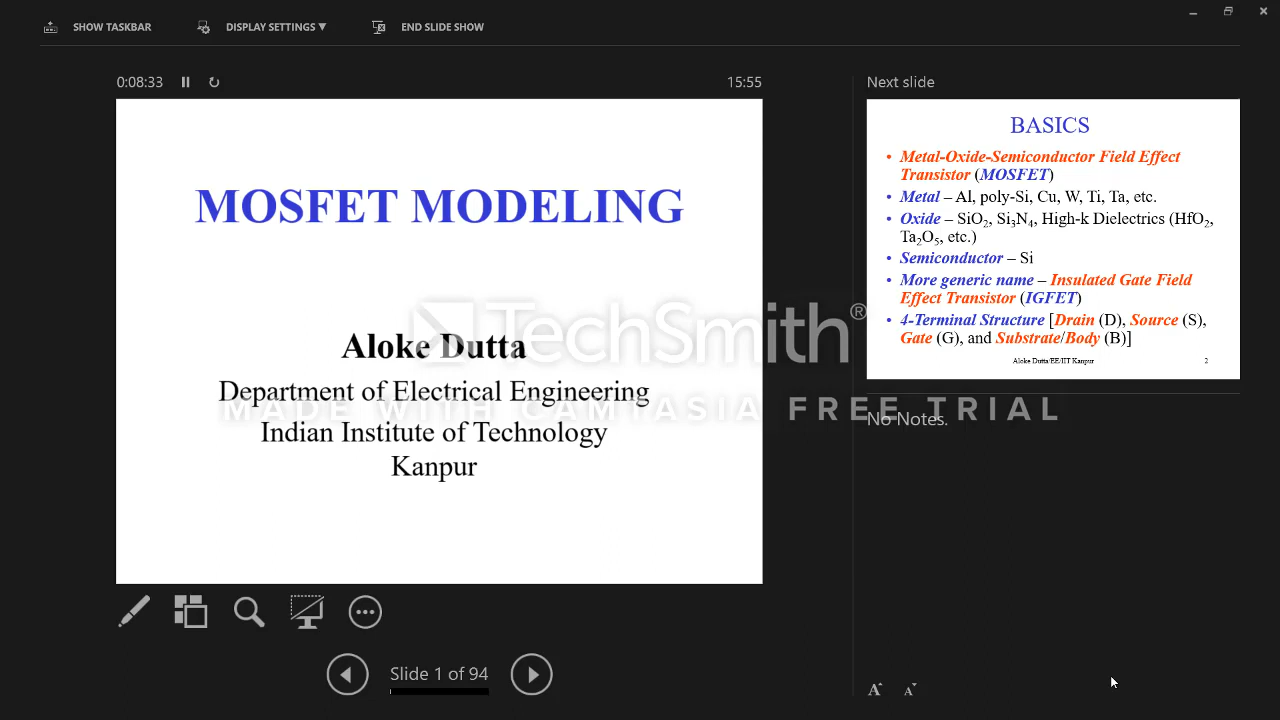 SHOW TASKBAR
DISPLAY SETTINGS ▼
END SLIDE SHOW
0:08:33
15:55
MOSFET MODELING
Aloke Dutta
Department of Electrical Engineering
Indian Institute of Technology
Kanpur
Next slide
BASICS
• Metal-Oxide-Semiconductor Field Effect
Transistor (MOSFET)
• Metal – Al, poly-Si, Cu, W, Ti, Ta, etc.
• Oxide – SiO₂, Si₃N₄, High-k Dielectrics (HfO₂,
Ta₂O₅, etc.)
• Semiconductor – Si
• More generic name – Insulated Gate Field
Effect Transistor (IGFET)
• 4-Terminal Structure [Drain (D), Source (S),
Gate (G), and Substrate/Body (B)]
Aloke Dutta/EE/IIT Kanpur
2
TechSmith®
MADE WITH CAMTASIA FREE TRIAL
No Notes.
Slide 1 of 94
A A